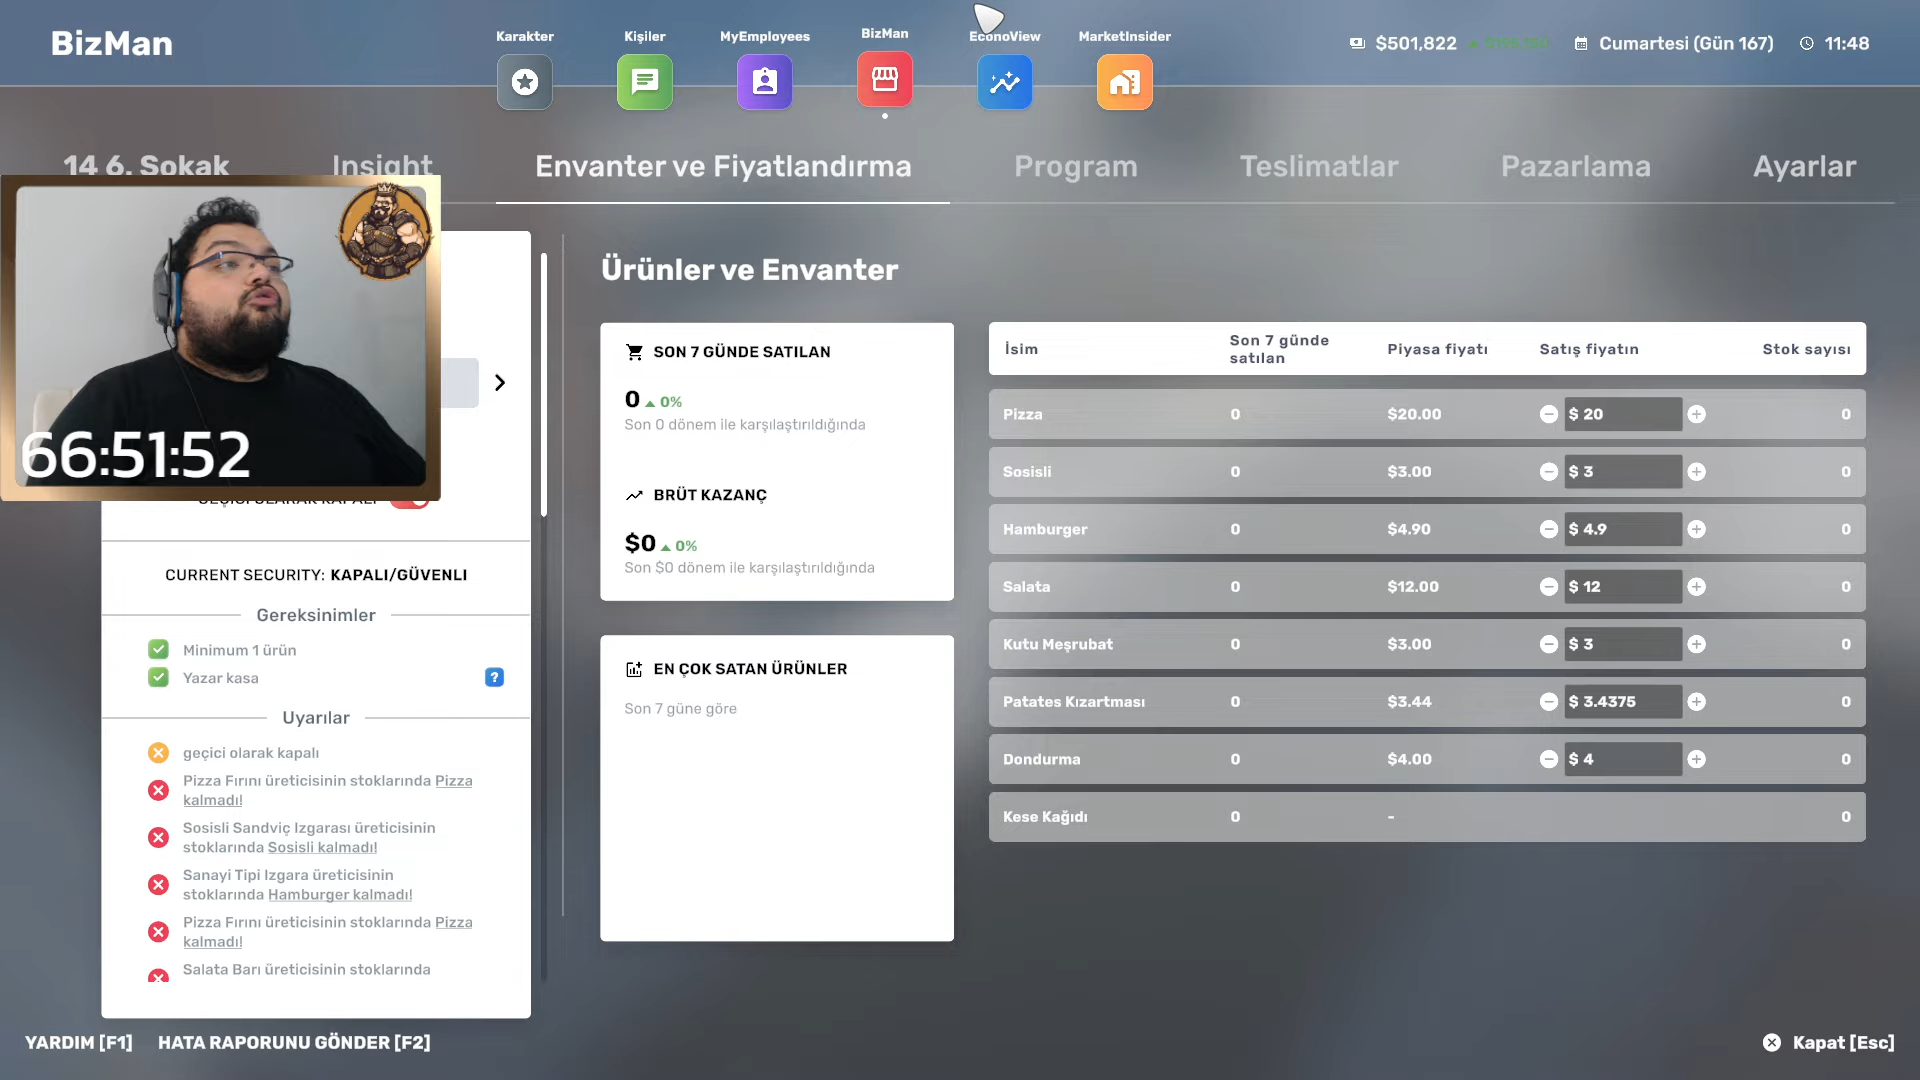 BizMan
Karakter
Kişiler
MyEmployees
BizMan
EconoView
MarketInsider
$501,822
Cumartesi (Gün 167)
11:48
14 6. Sokak
Insight
Envanter ve Fiyatlandırma
Program
Teslimatlar
Pazarlama
Ayarlar
66:51:52
CURRENT SECURITY: KAPALI/GÜVENLI
Gereksinimler
Minimum 1 ürün
Yazar kasa
?
Uyarılar
geçici olarak kapalı
Pizza Fırını üreticisinin stoklarında Pizza
kalmadı!
Sosisli Sandviç Izgarası üreticisinin
stoklarında Sosisli kalmadı!
Sanayi Tipi Izgara üreticisinin
stoklarında Hamburger kalmadı!
Pizza Fırını üreticisinin stoklarında Pizza
kalmadı!
Salata Barı üreticisinin stoklarında
Ürünler ve Envanter
SON 7 GÜNDE SATILAN
0 0%
Son 0 dönem ile karşılaştırıldığında
BRÜT KAZANÇ
$0 0%
Son $0 dönem ile karşılaştırıldığında
EN ÇOK SATAN ÜRÜNLER
Son 7 güne göre
İsim Son 7 günde satılan Piyasa fiyatı Satış fiyatın Stok sayısı
Pizza 0 $20.00 $ 20 0
Sosisli 0 $3.00 $ 3 0
Hamburger 0 $4.90 $ 4.9 0
Salata 0 $12.00 $ 12 0
Kutu Meşrubat 0 $3.00 $ 3 0
Patates Kızartması 0 $3.44 $ 3.4375 0
Dondurma 0 $4.00 $ 4 0
Kese Kağıdı 0 - 0
YARDIM [F1]
HATA RAPORUNU GÖNDER [F2]
Kapat [Esc]